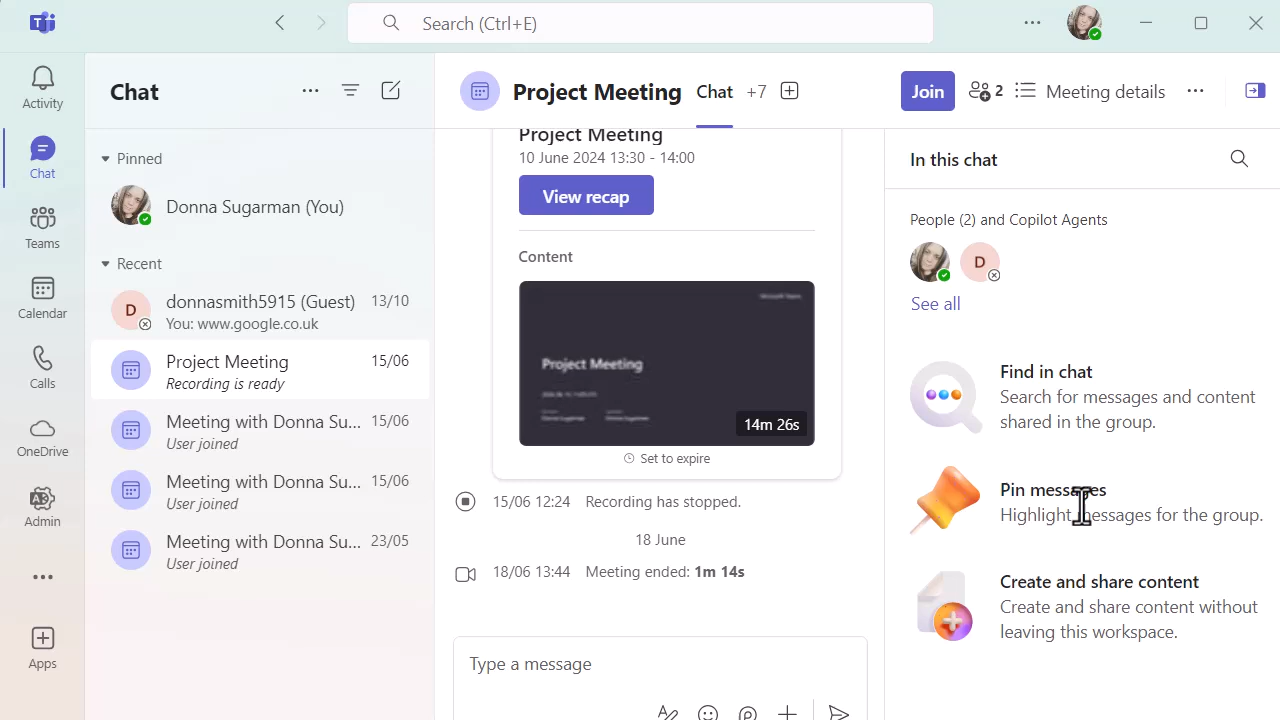 Search (Ctrl+E)
Activity
Chat
Teams
Calendar
Calls
OneDrive
Admin
Apps
Chat
Pinned
Donna Sugarman (You)
Recent
D
donnasmith5915 (Guest) 13/10
You: www.google.co.uk
Project Meeting 15/06
Recording is ready
Meeting with Donna Su... 15/06
User joined
Meeting with Donna Su... 15/06
User joined
Meeting with Donna Su... 23/05
User joined
Project Meeting Chat +7
Join 2 Meeting details
Project Meeting
10 June 2024 13:30 - 14:00
View recap
Content
Project Meeting
14m 26s
Set to expire
15/06 12:24 Recording has stopped.
18 June
18/06 13:44 Meeting ended: 1m 14s
Type a message
In this chat
People (2) and Copilot Agents
D
See all
Find in chat
Search for messages and content
shared in the group.
Pin messages
Highlight messages for the group.
Create and share content
Create and share content without
leaving this workspace.